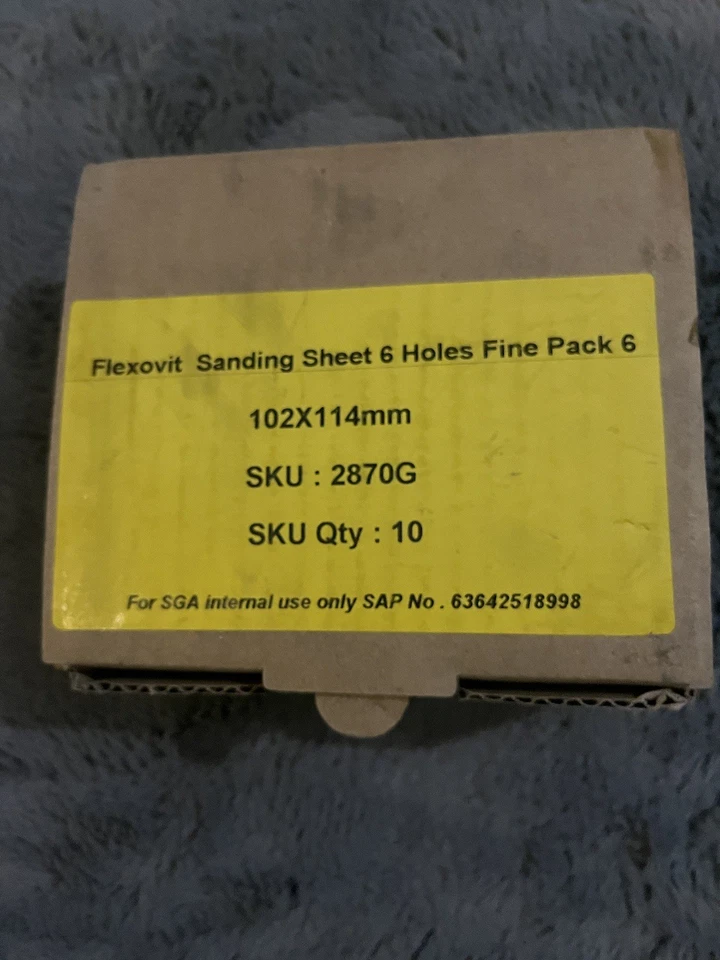 Flexovit Sanding Sheet 6 Holes Fine Pack 6
102X114mm
SKU : 2870G
SKU Qty : 10
For SGA internal use only SAP No . 63642518998